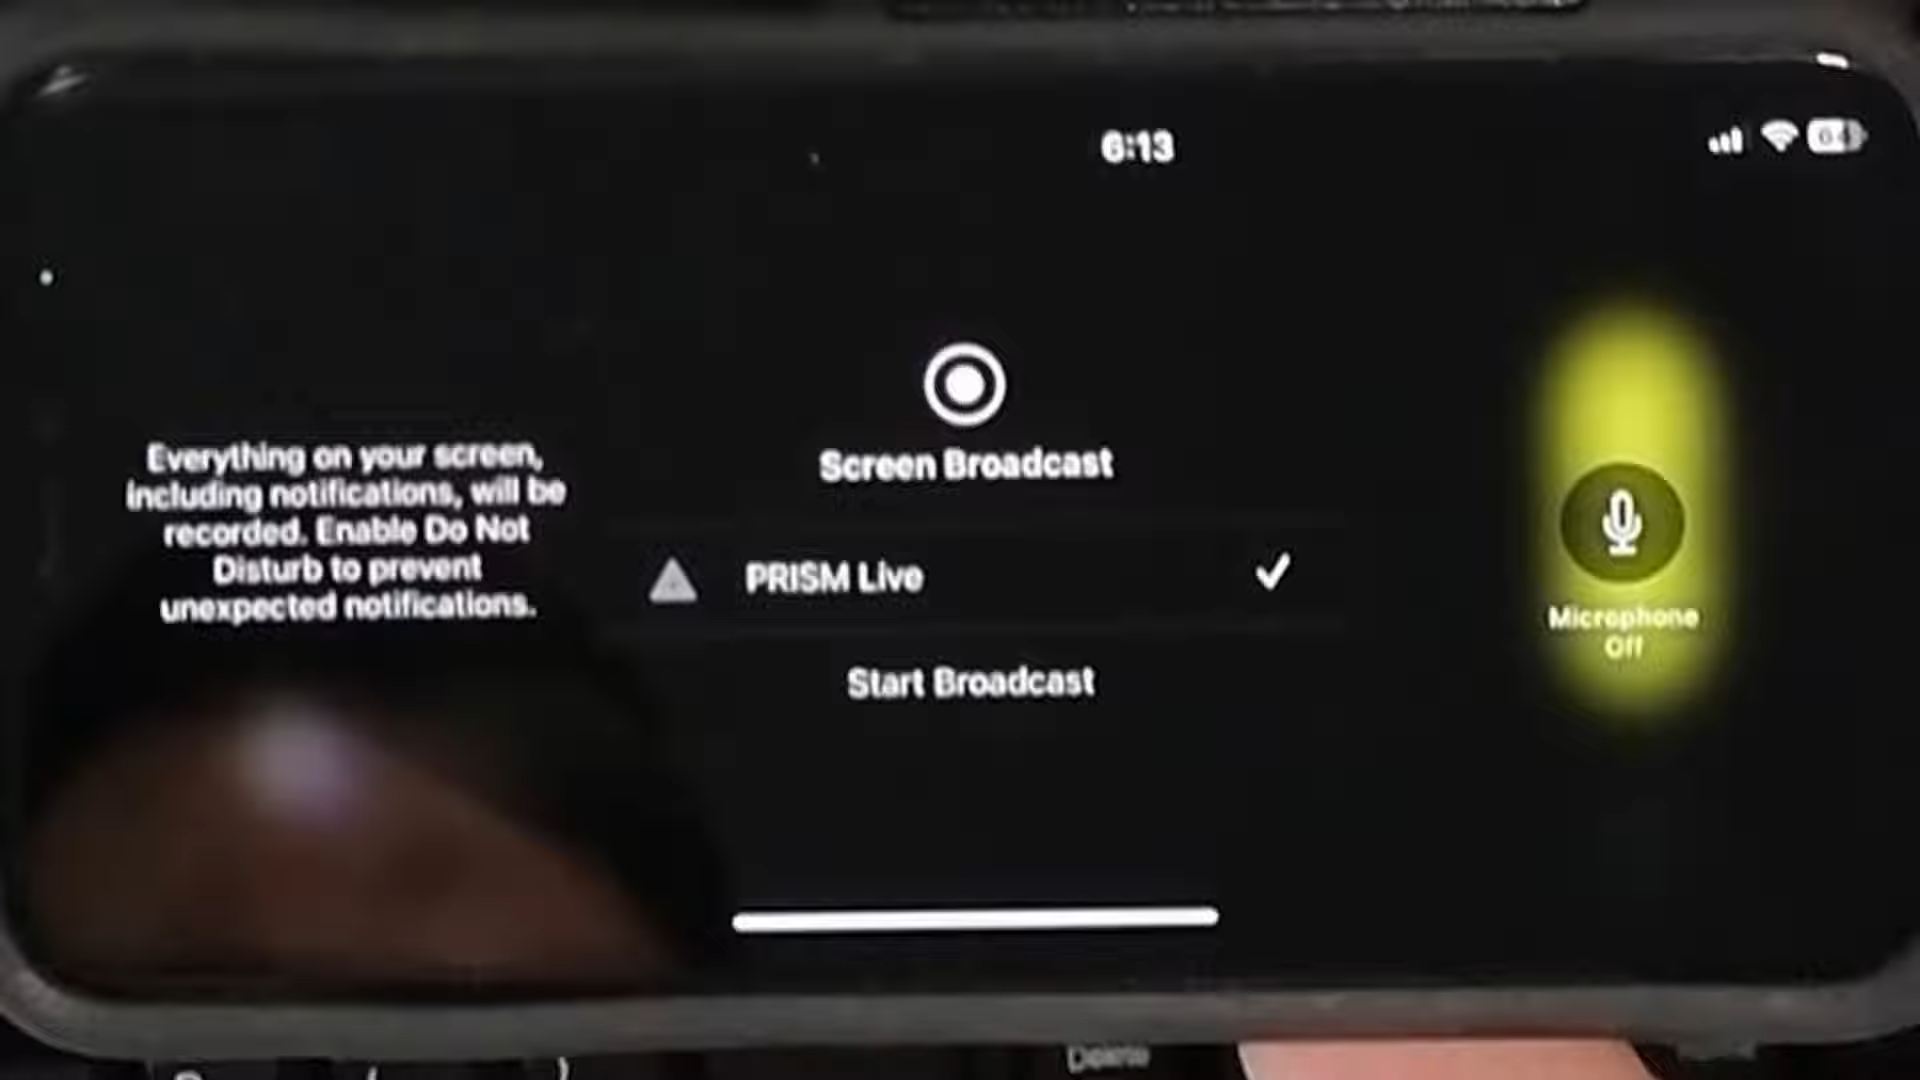 6:13
Everything on your screen,
including notifications, will be
recorded. Enable Do Not
Disturb to prevent
unexpected notifications.
Screen Broadcast
PRISM Live
Start Broadcast
Microphone
Off
Delete